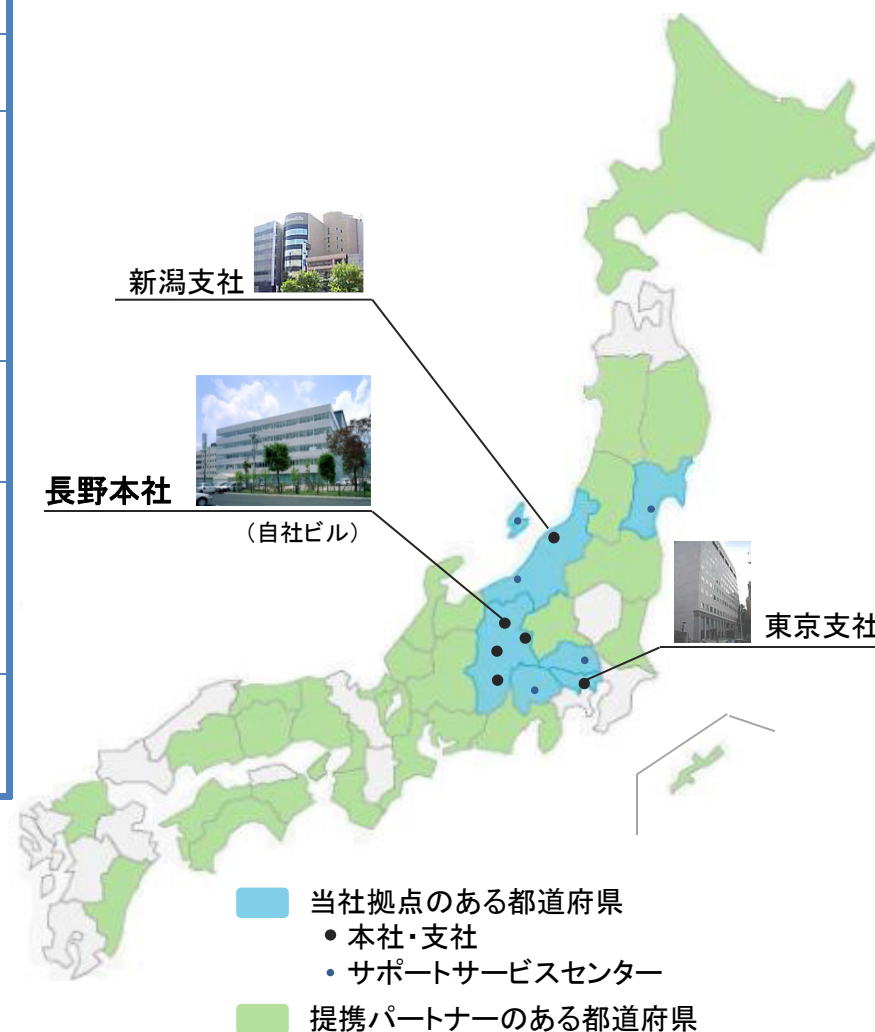 新潟支社
長野本社
（自社ビル）
東京支社
当社拠点のある都道府県
● 本社・支社
• サポートサービスセンター
提携パートナーのある都道府県